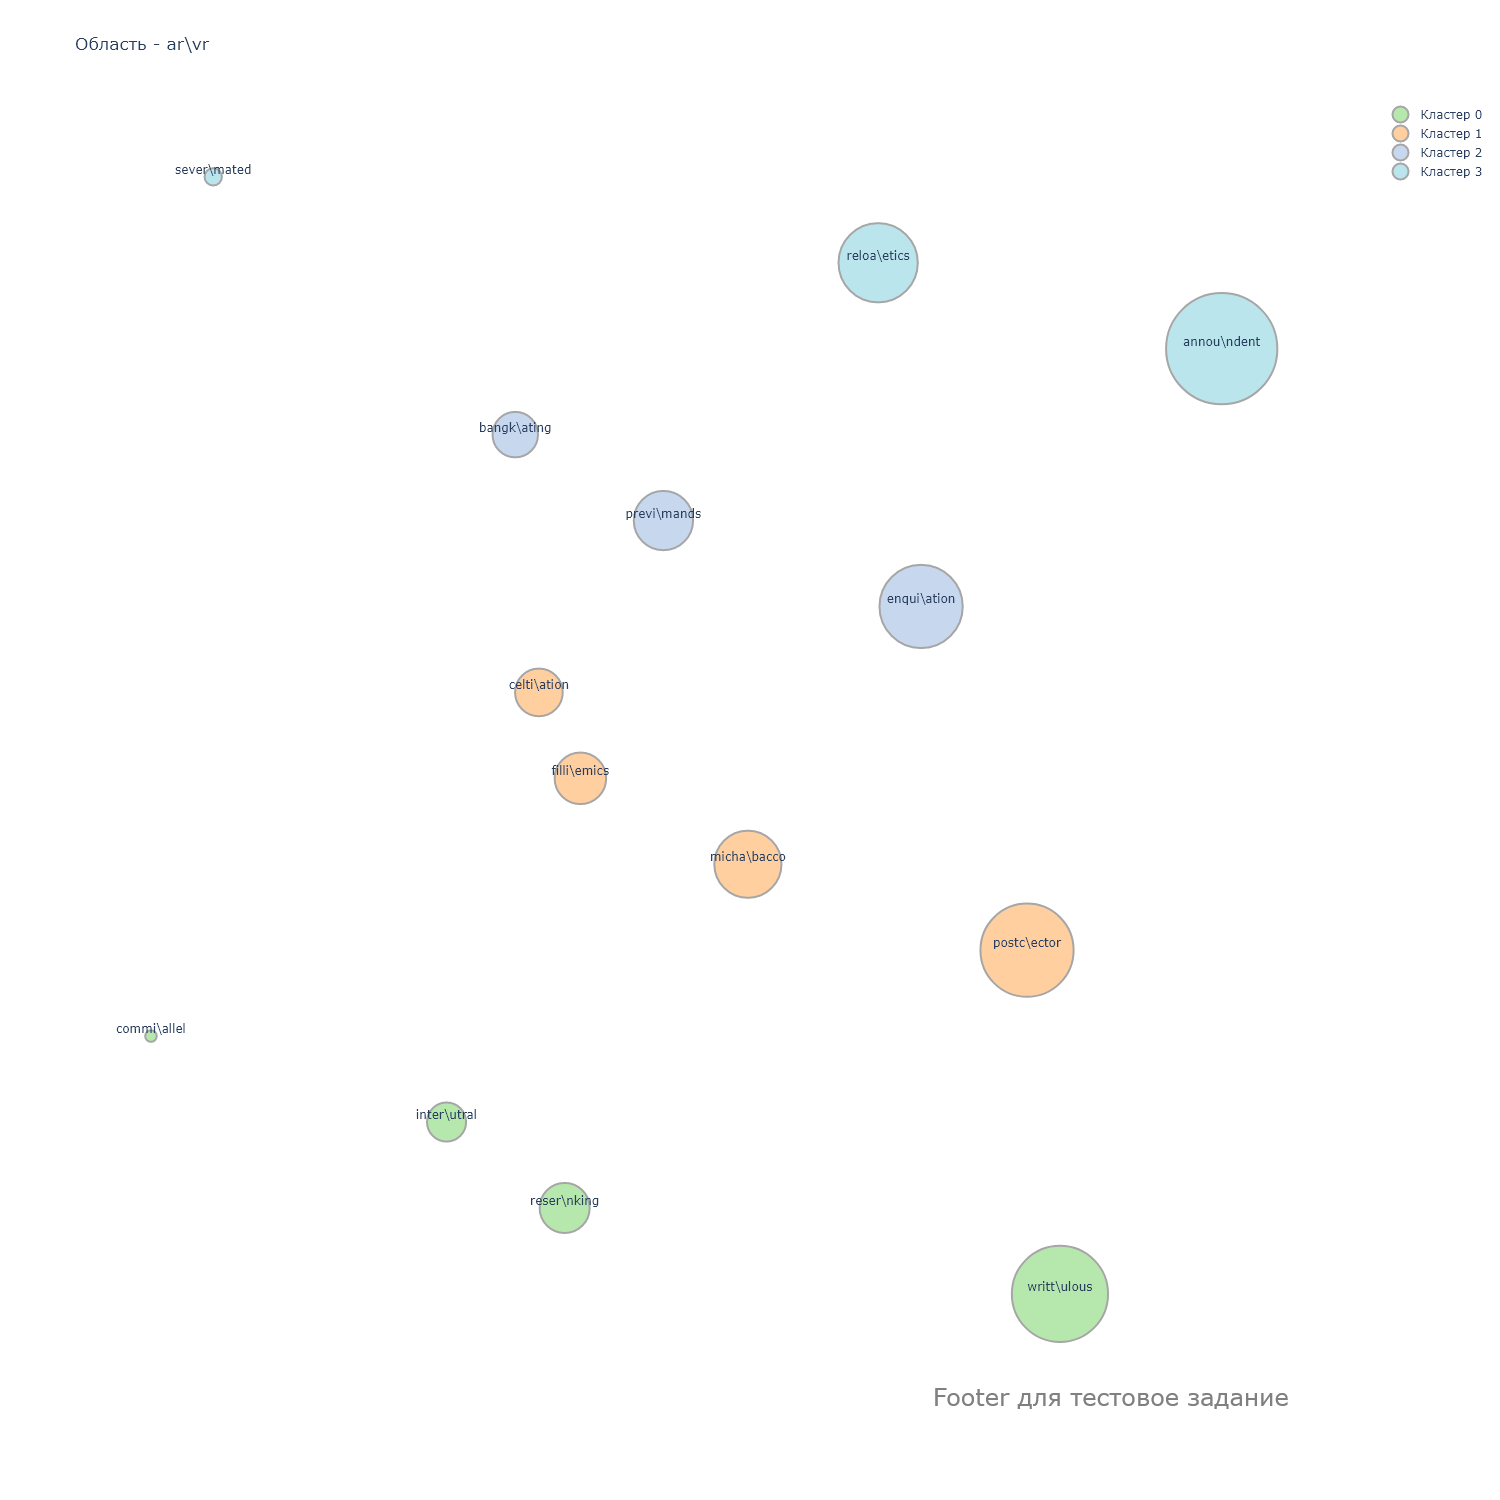 Область - ar\vr
Кластер 0
Кластер 1
Кластер 2
Кластер 3
sever\mated
reloa\etics
annou\ndent
bangk\ating
previ\mands
enqui\ation
celti\ation
filli\emics
micha\bacco
postc\ector
commi\allel
inter\utral
reser\nking
writt\ulous
Footer для тестовое задание